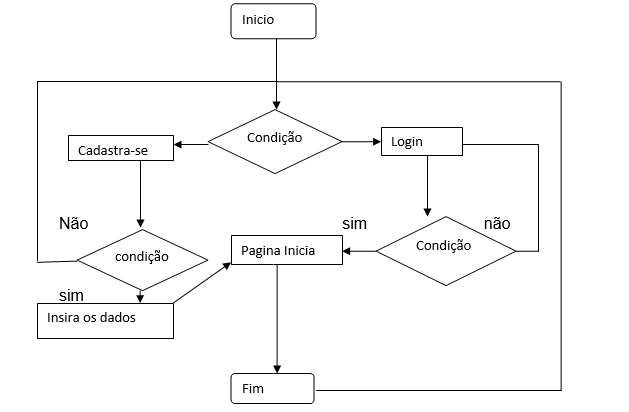 Inicio
Condição
Cadastra-se
Login
Não
sim
não
condição
Pagina Inicia
Condição
sim
Insira os dados
Fim